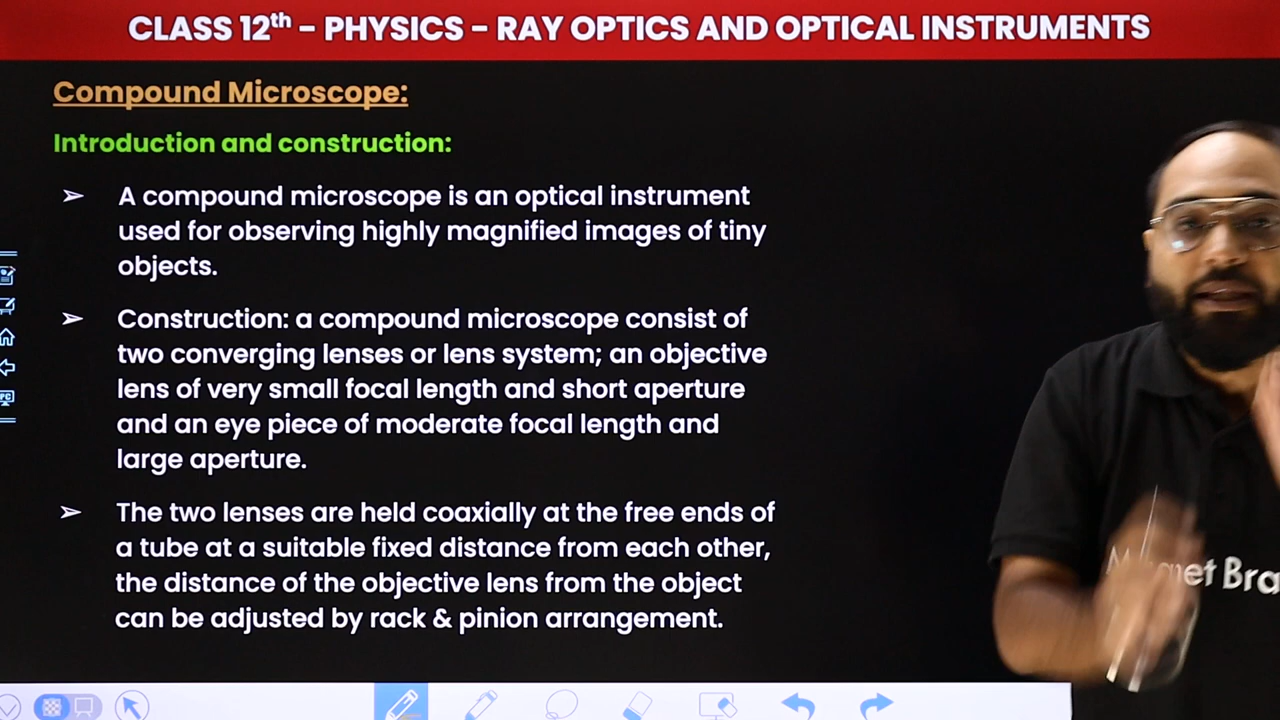 CLASS 12th - PHYSICS - RAY OPTICS AND OPTICAL INSTRUMENTS
Compound Microscope:
Introduction and construction:
➢ A compound microscope is an optical instrument
used for observing highly magnified images of tiny
objects.
➢ Construction: a compound microscope consist of
two converging lenses or lens system; an objective
lens of very small focal length and short aperture
and an eye piece of moderate focal length and
large aperture.
➢ The two lenses are held coaxially at the free ends of
a tube at a suitable fixed distance from each other,
the distance of the objective lens from the object
can be adjusted by rack & pinion arrangement.